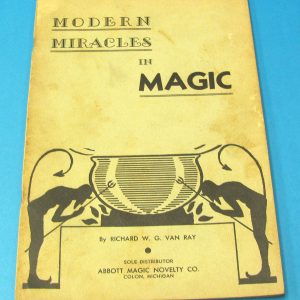 MODERN
MIRACLES
IN
MAGIC
By RICHARD W. G. VAN RAY
SOLE DISTRIBUTOR
ABBOTT MAGIC NOVELTY CO.
COLON, MICHIGAN